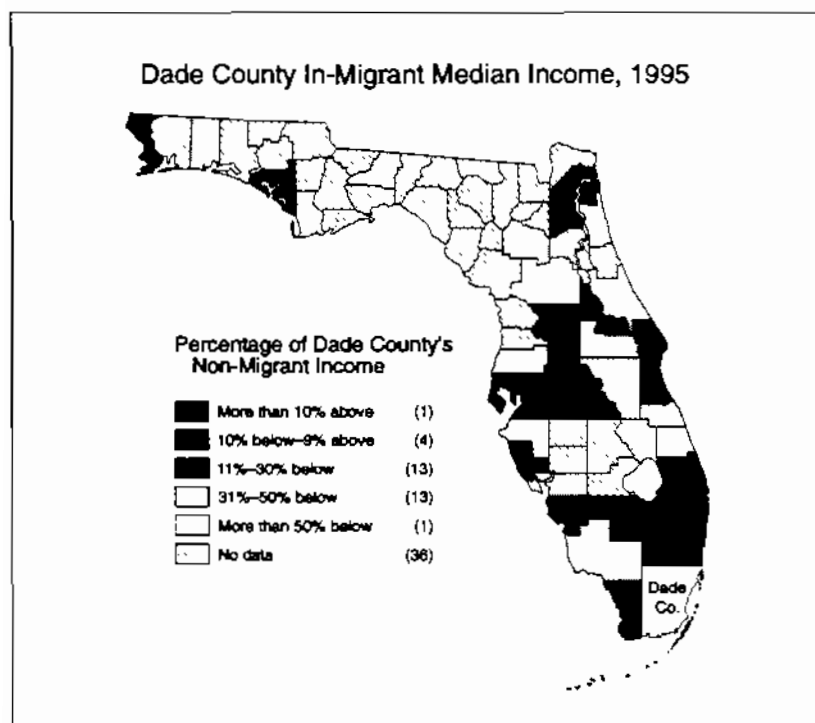 Dade County In-Migrant Median Income, 1995
Percentage of Dade County's
Non-Migrant Income
More than 10% above (1)
10% below–9% above (4)
11%–30% below (13)
31%–50% below (13)
More than 50% below (1)
No data (36)
Dade
Co.